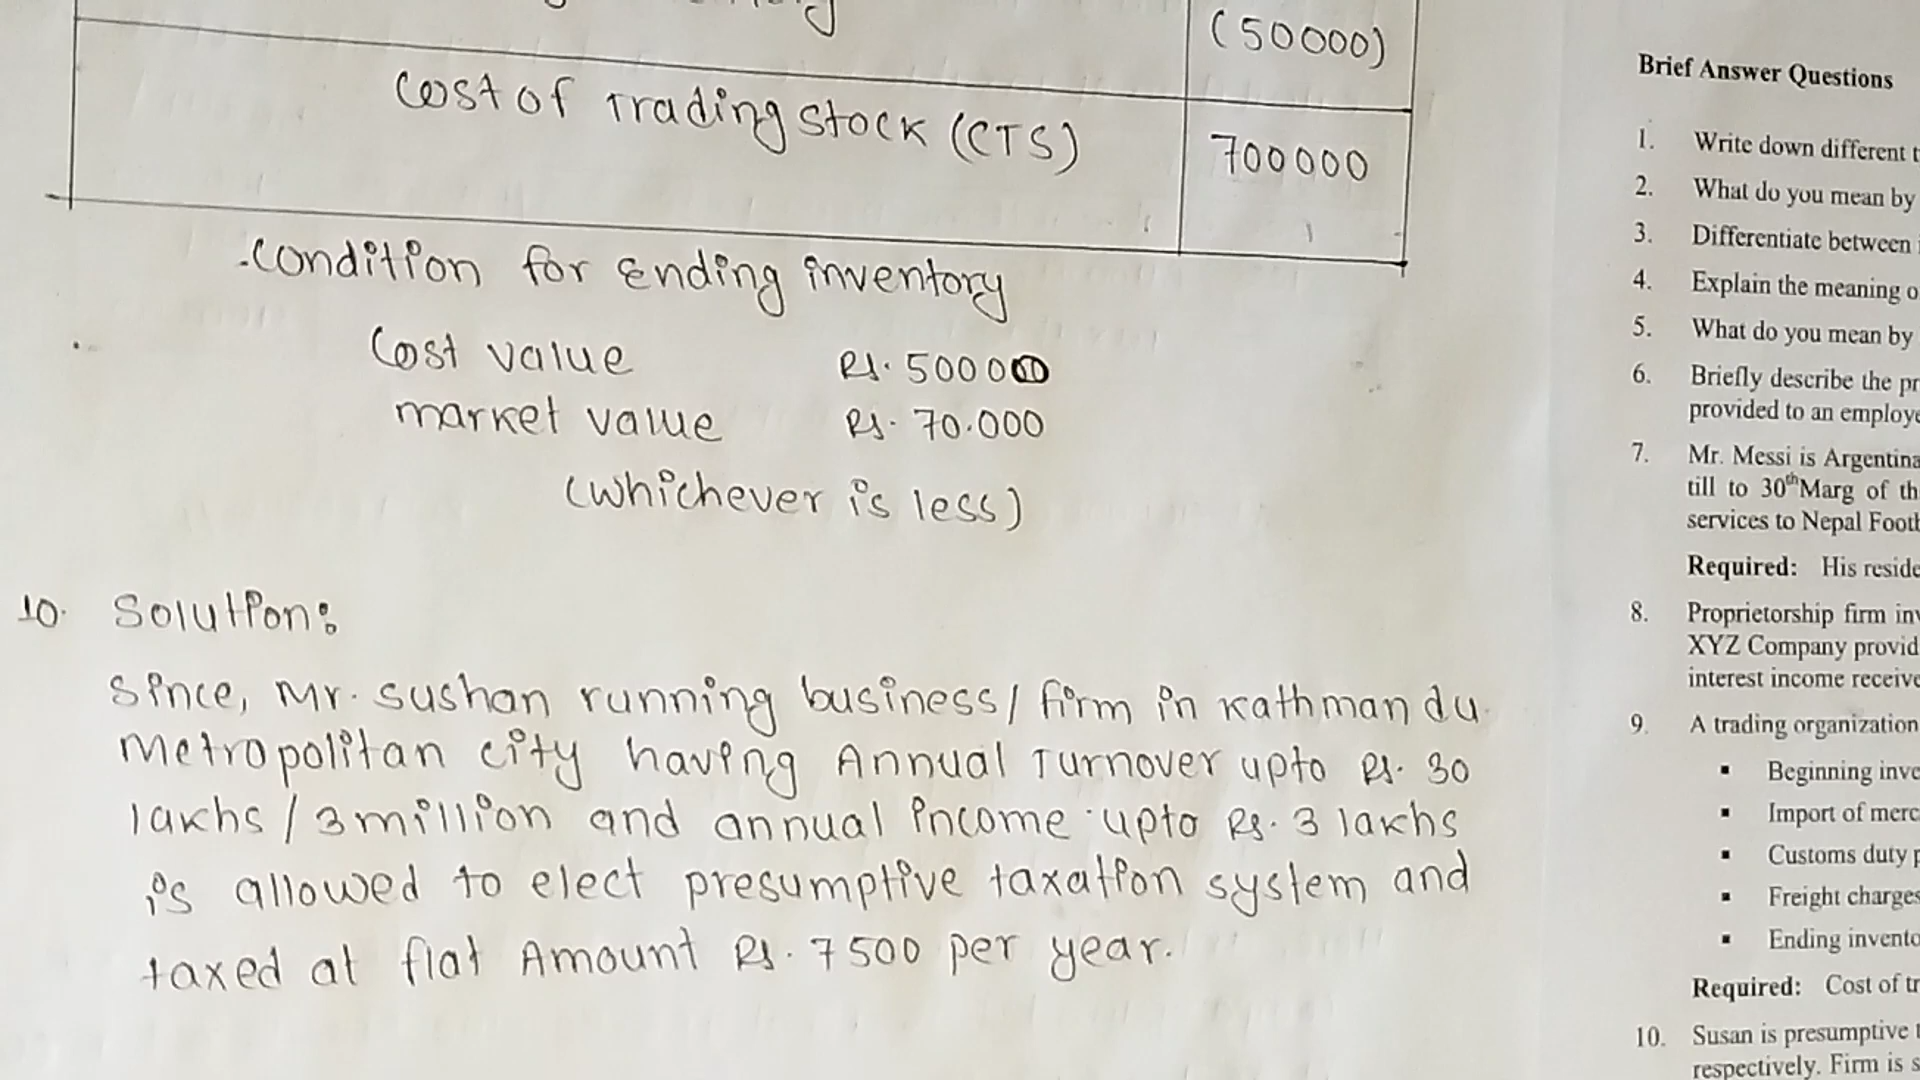 (50000)
Cost of Trading Stock (CTS)
700000
Condition for Ending inventory
Cost value Rs. 50000
market value Rs. 70.000
(whichever is less)
10. Solution:
Since, Mr. sushan running business / firm in kathmandu
Metropolitan city having Annual Turnover upto Rs. 30
lakhs / 3 million and annual income upto Rs. 3 lakhs
is allowed to elect presumptive taxation system and
taxed at flat Amount Rs. 7500 per year.
Brief Answer Questions
1. Write down different
2. What do you mean by
3. Differentiate between
4. Explain the meaning
5. What do you mean by
6. Briefly describe the
provided to an
7. Mr. Messi is
till to 30th Marg of
services to Nepal
Required: His
8. Proprietorship firm
XYZ Company
interest income
9. A trading organization
▪ Beginning
▪ Import of
▪ Customs duty
▪ Freight charges
▪ Ending
Required: Cost of
10. Susan is presumptive
respectively. Firm is